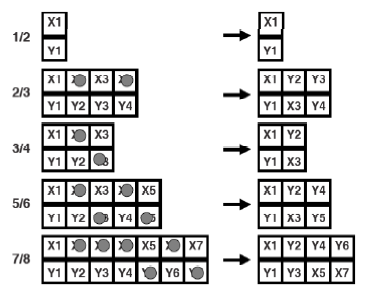 X1 X1
1/2
Y1 Y1
X1 X3 X1 Y2 Y3
2/3
Y1 Y2 Y3 Y4 Y1 X3 Y4
X1 X3 X1 Y2
3/4
Y1 Y2 Y1 X3
X1 X3 X5 X1 Y2 Y4
5/6
Y1 Y2 Y4 Y1 X3 X5
X1 X5 X7 X1 Y2 Y4 Y6
7/8
Y1 Y2 Y3 Y4 Y6 Y1 Y3 X5 X7